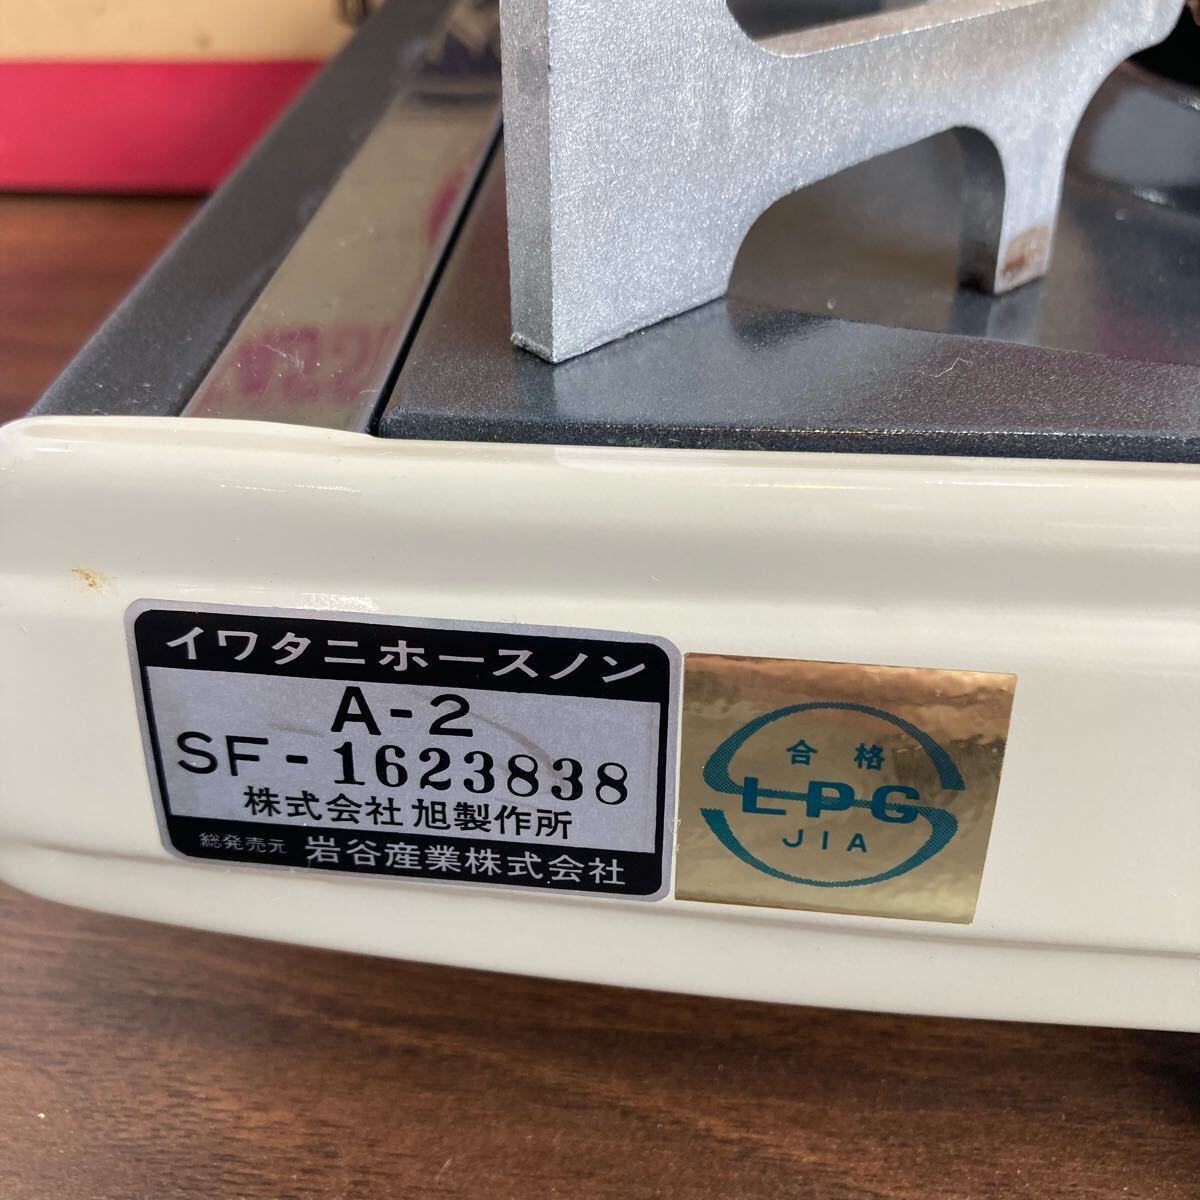 イワタニホースノン
A-2
SF-1623838
株式会社 旭製作所
総発売元 岩谷産業株式会社
合格
LPG
JIA